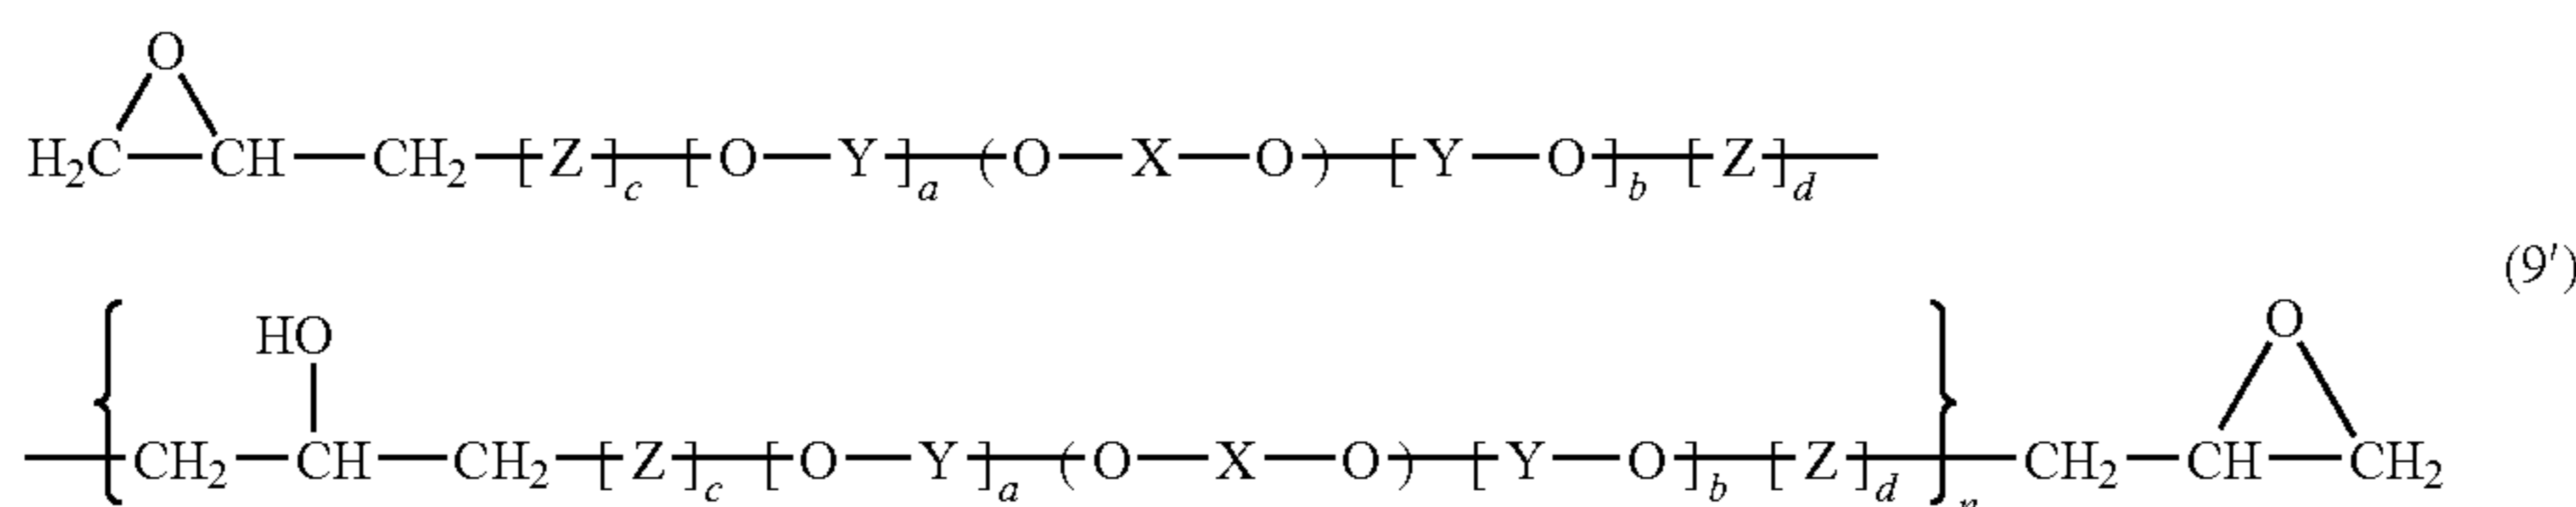 O
H₂C—CH—CH₂—[Z]c—[O—Y]a—(O—X—O)—[Y—O]b—[Z]d—
(9′)
HO O
—{CH₂—CH—CH₂—[Z]c—[O—Y]a—(O—X—O)—[Y—O]b—[Z]d—}n—CH₂—CH—CH₂